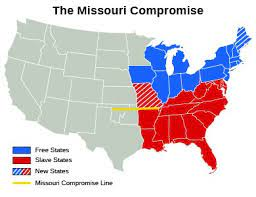 The Missouri Compromise
Free States
Slave States
New States
Missouri Compromise Line